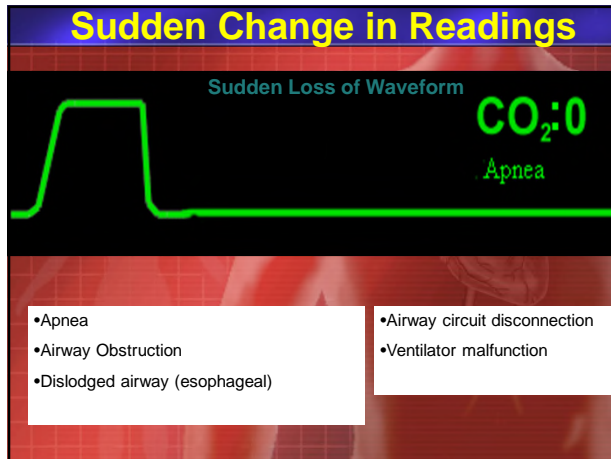 Sudden Change in Readings
Sudden Loss of Waveform
CO₂:0
Apnea
•Apnea
•Airway Obstruction
•Dislodged airway (esophageal)
•Airway circuit disconnection
•Ventilator malfunction